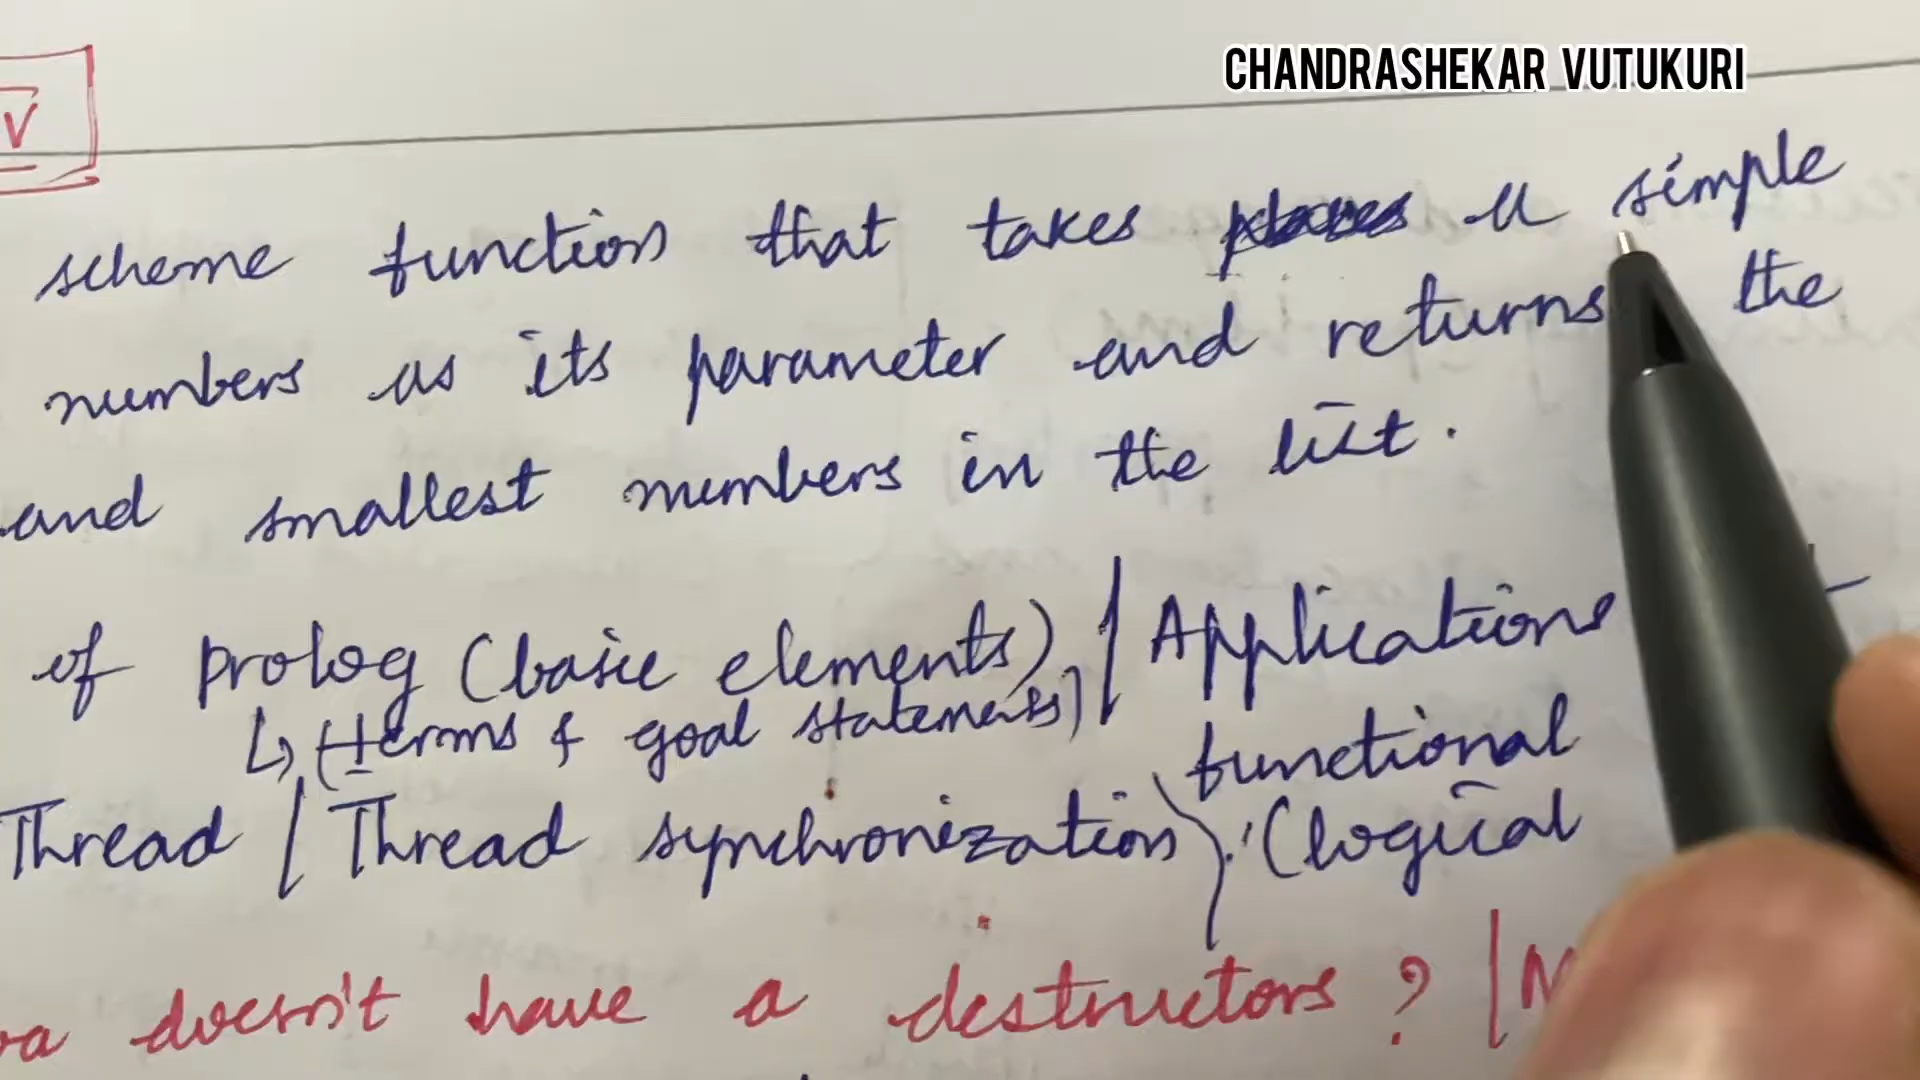 CHANDRASHEKAR VUTUKURI
V
scheme function that takes a simple
numbers as its parameter and returns the
and smallest numbers in the list.
of prolog (basic elements) / Applications
↳ (terms & goal statements)
functional
Thread / Thread synchronization). (logical
va doesn't have a destructors ? |